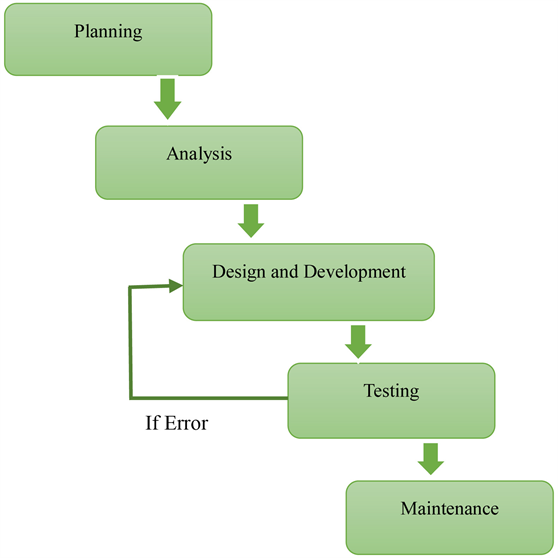 Planning
Analysis
Design and Development
Testing
If Error
Maintenance